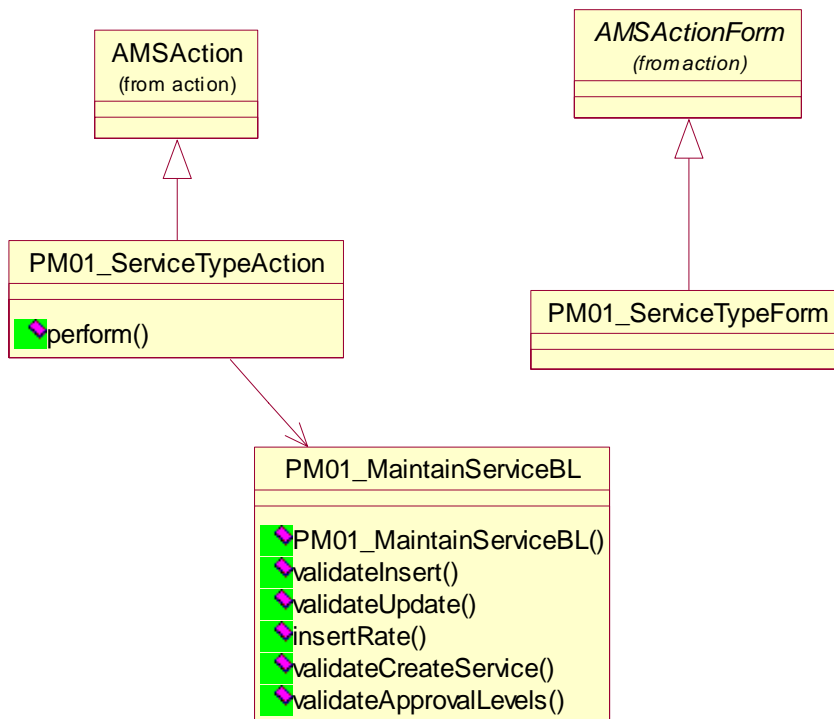 AMSAction
(from action)
AMSActionForm
(from action)
PM01_ServiceTypeAction
perform()
PM01_ServiceTypeForm
PM01_MaintainServiceBL
PM01_MaintainServiceBL()
validateInsert()
validateUpdate()
insertRate()
validateCreateService()
validateApprovalLevels()